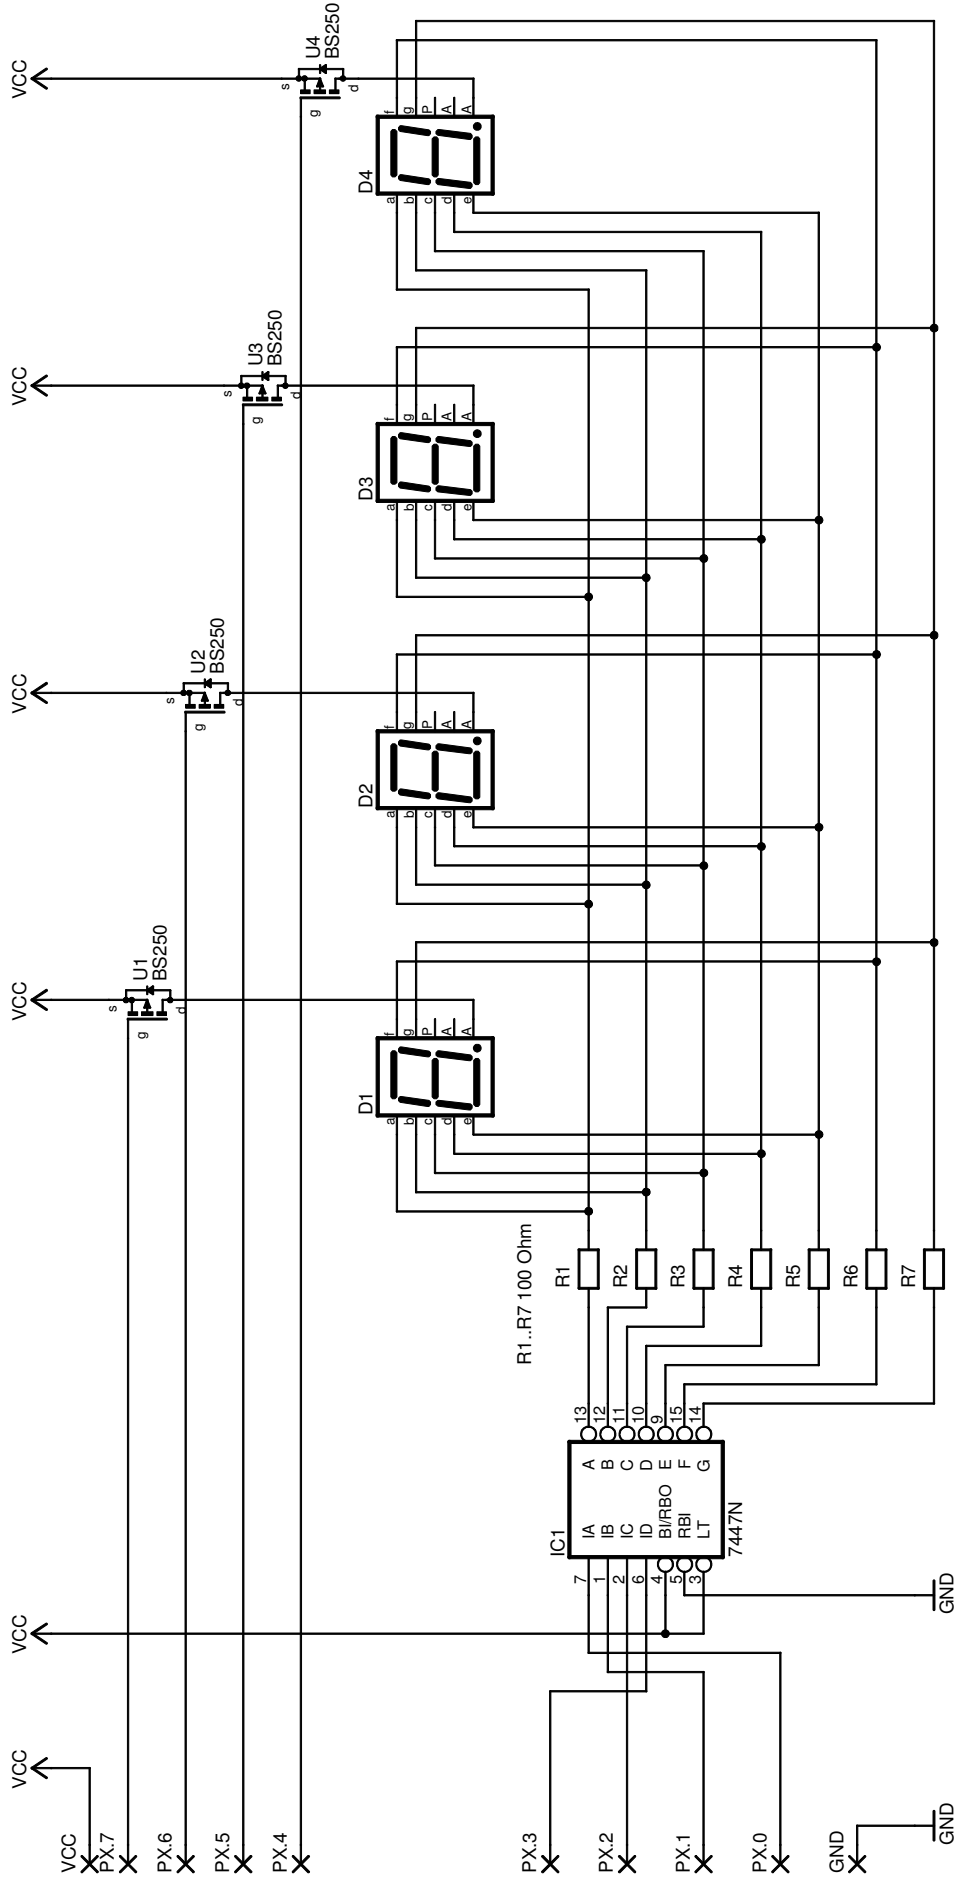 VCC
VCC
VCC
VCC
VCC
VCC
VCC
PX.7
PX.6
PX.5
PX.4
PX.3
PX.2
PX.1
PX.0
GND
GND
GND
U1
BS250
s
g
d
U2
BS250
s
g
d
U3
BS250
s
g
d
U4
BS250
s
g
d
D1
a
b
c
d
e
f
g
P
A
A
D2
a
b
c
d
e
f
g
P
A
A
D3
a
b
c
d
e
f
g
P
A
A
D4
a
b
c
d
e
f
g
P
A
A
R1..R7 100 Ohm
R1
R2
R3
R4
R5
R6
R7
IC1
7 IA A 13
1 IB B 12
2 IC C 11
6 ID D 10
4 BI/RBO E 9
5 RBI F 15
3 LT G 14
7447N